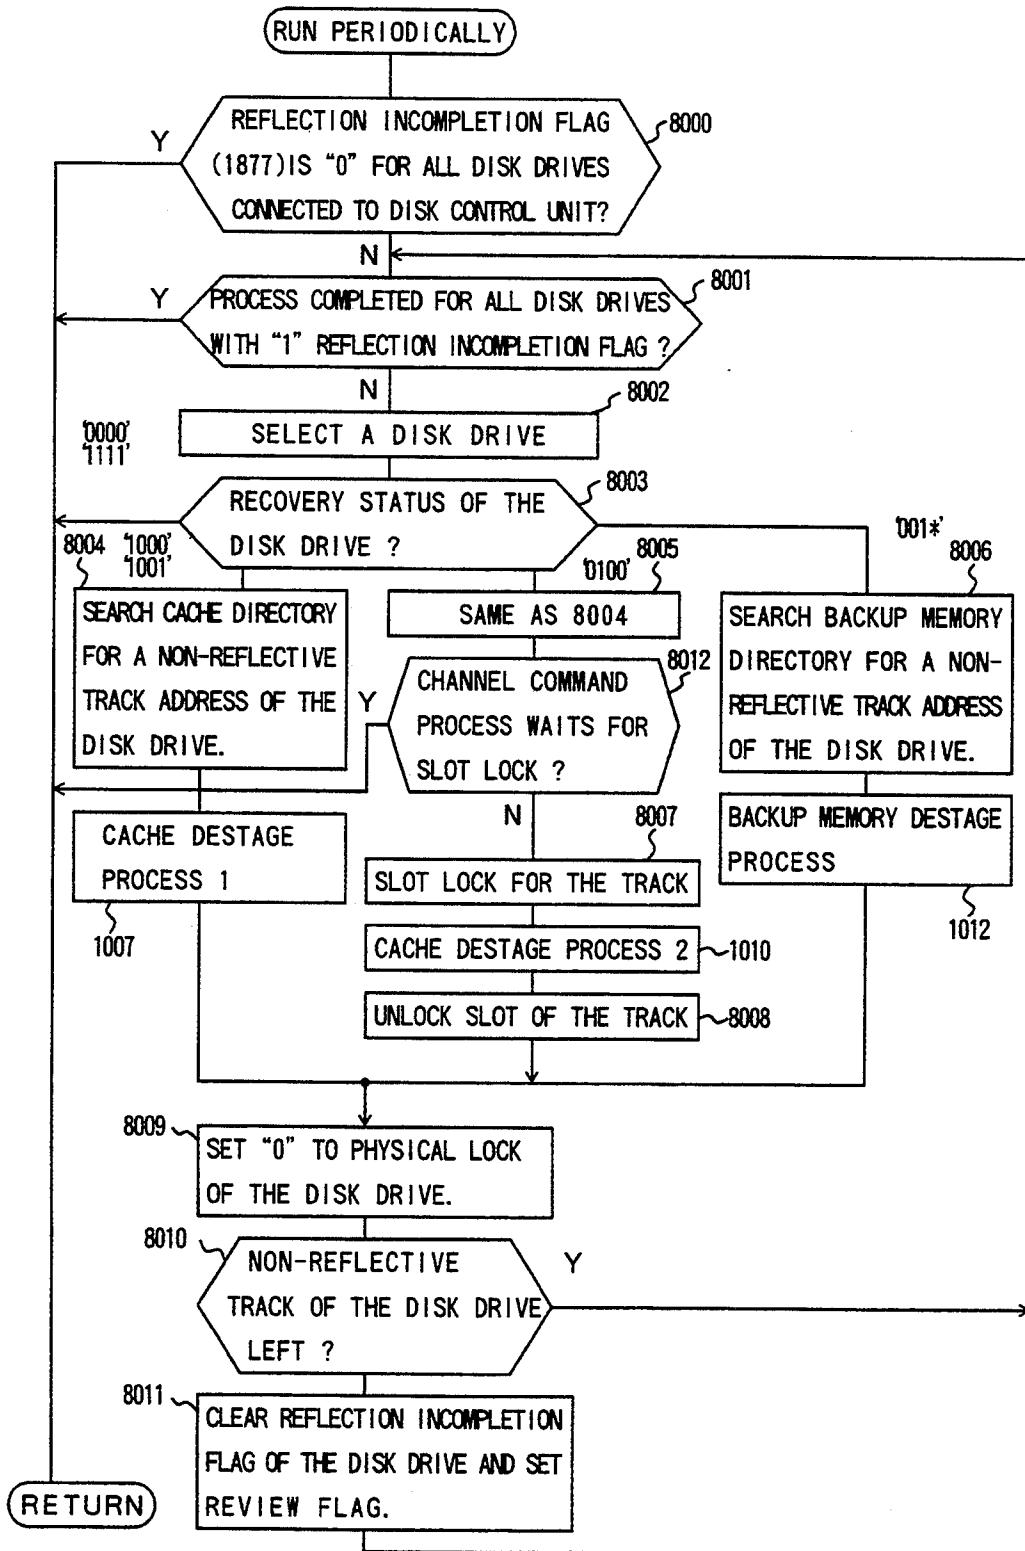 RUN PERIODICALLY
REFLECTION INCOMPLETION FLAG
(1877) IS “0” FOR ALL DISK DRIVES
CONNECTED TO DISK CONTROL UNIT?
8000
Y
N
PROCESS COMPLETED FOR ALL DISK DRIVES
WITH “1” REFLECTION INCOMPLETION FLAG ?
8001
Y
N
8002
SELECT A DISK DRIVE
'0000'
'1111'
RECOVERY STATUS OF THE
DISK DRIVE ?
8003
8004
'1000'
'1001'
SEARCH CACHE DIRECTORY
FOR A NON-REFLECTIVE
TRACK ADDRESS OF THE
DISK DRIVE.
CACHE DESTAGE
PROCESS 1
1007
'0100'
8005
SAME AS 8004
CHANNEL COMMAND
PROCESS WAITS FOR
SLOT LOCK ?
8012
Y
N
8007
SLOT LOCK FOR THE TRACK
CACHE DESTAGE PROCESS 2
1010
UNLOCK SLOT OF THE TRACK
8008
'001*'
8006
SEARCH BACKUP MEMORY
DIRECTORY FOR A NON-
REFLECTIVE TRACK ADDRESS
OF THE DISK DRIVE.
BACKUP MEMORY DESTAGE
PROCESS
1012
8009
SET “0” TO PHYSICAL LOCK
OF THE DISK DRIVE.
8010
NON-REFLECTIVE
TRACK OF THE DISK DRIVE
LEFT ?
Y
8011
CLEAR REFLECTION INCOMPLETION
FLAG OF THE DISK DRIVE AND SET
REVIEW FLAG.
RETURN